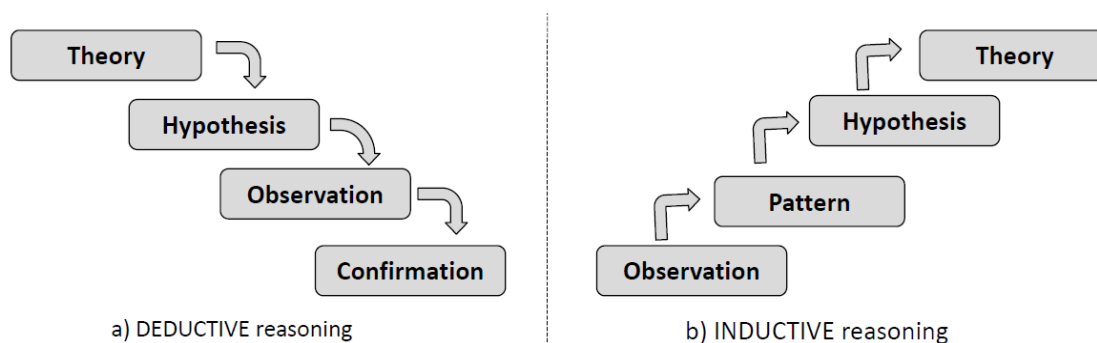 Theory
Hypothesis
Observation
Confirmation
a) DEDUCTIVE reasoning
Theory
Hypothesis
Pattern
Observation
b) INDUCTIVE reasoning